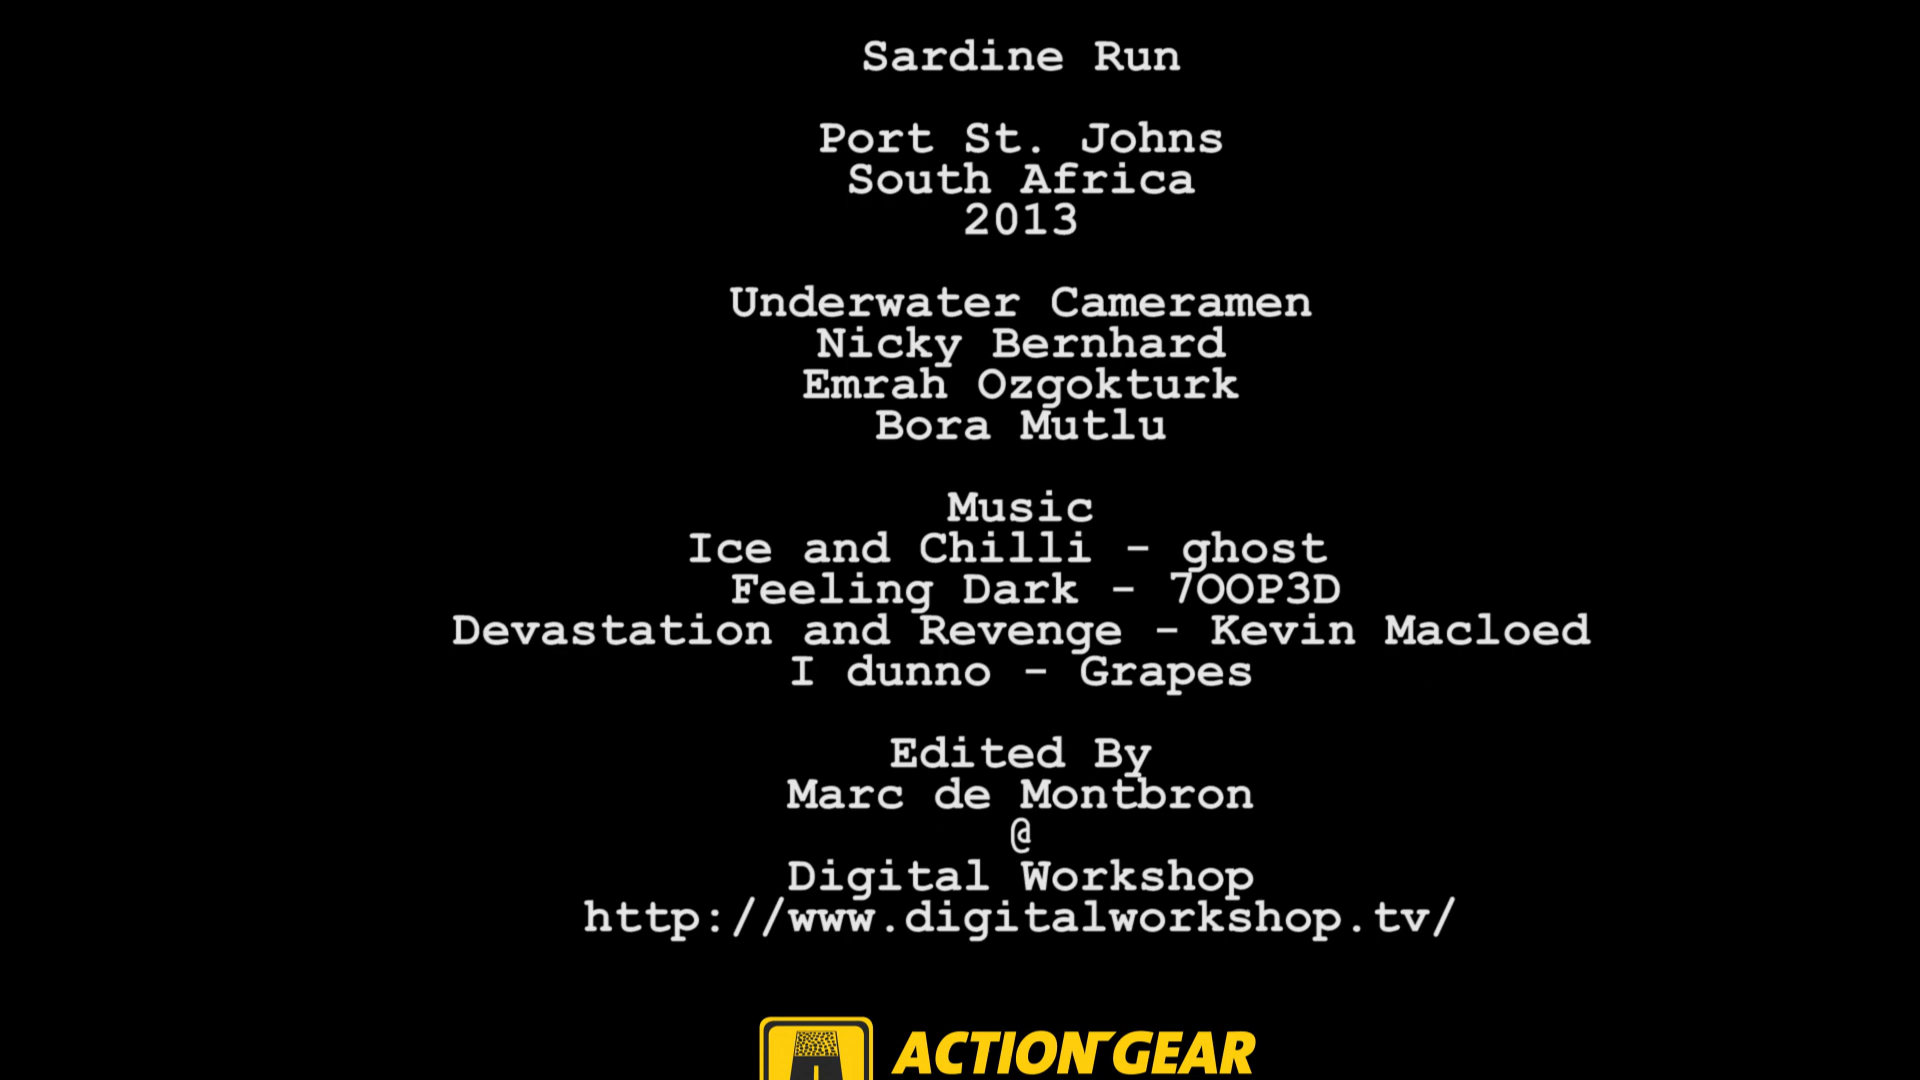 Sardine Run
Port St. Johns
South Africa
2013
Underwater Cameramen
Nicky Bernhard
Emrah Ozgokturk
Bora Mutlu
Music
Ice and Chilli - ghost
Feeling Dark - 7OOP3D
Devastation and Revenge - Kevin Macloed
I dunno - Grapes
Edited By
Marc de Montbron
@
Digital Workshop
http://www.digitalworkshop.tv/
ACTION GEAR